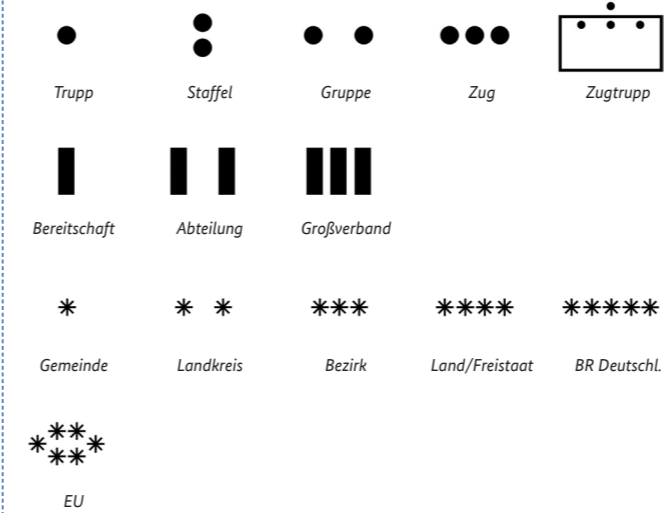 Trupp Staffel Gruppe Zug Zugtrupp
Bereitschaft Abteilung Großverband
Gemeinde Landkreis Bezirk Land/Freistaat BR Deutschl.
EU